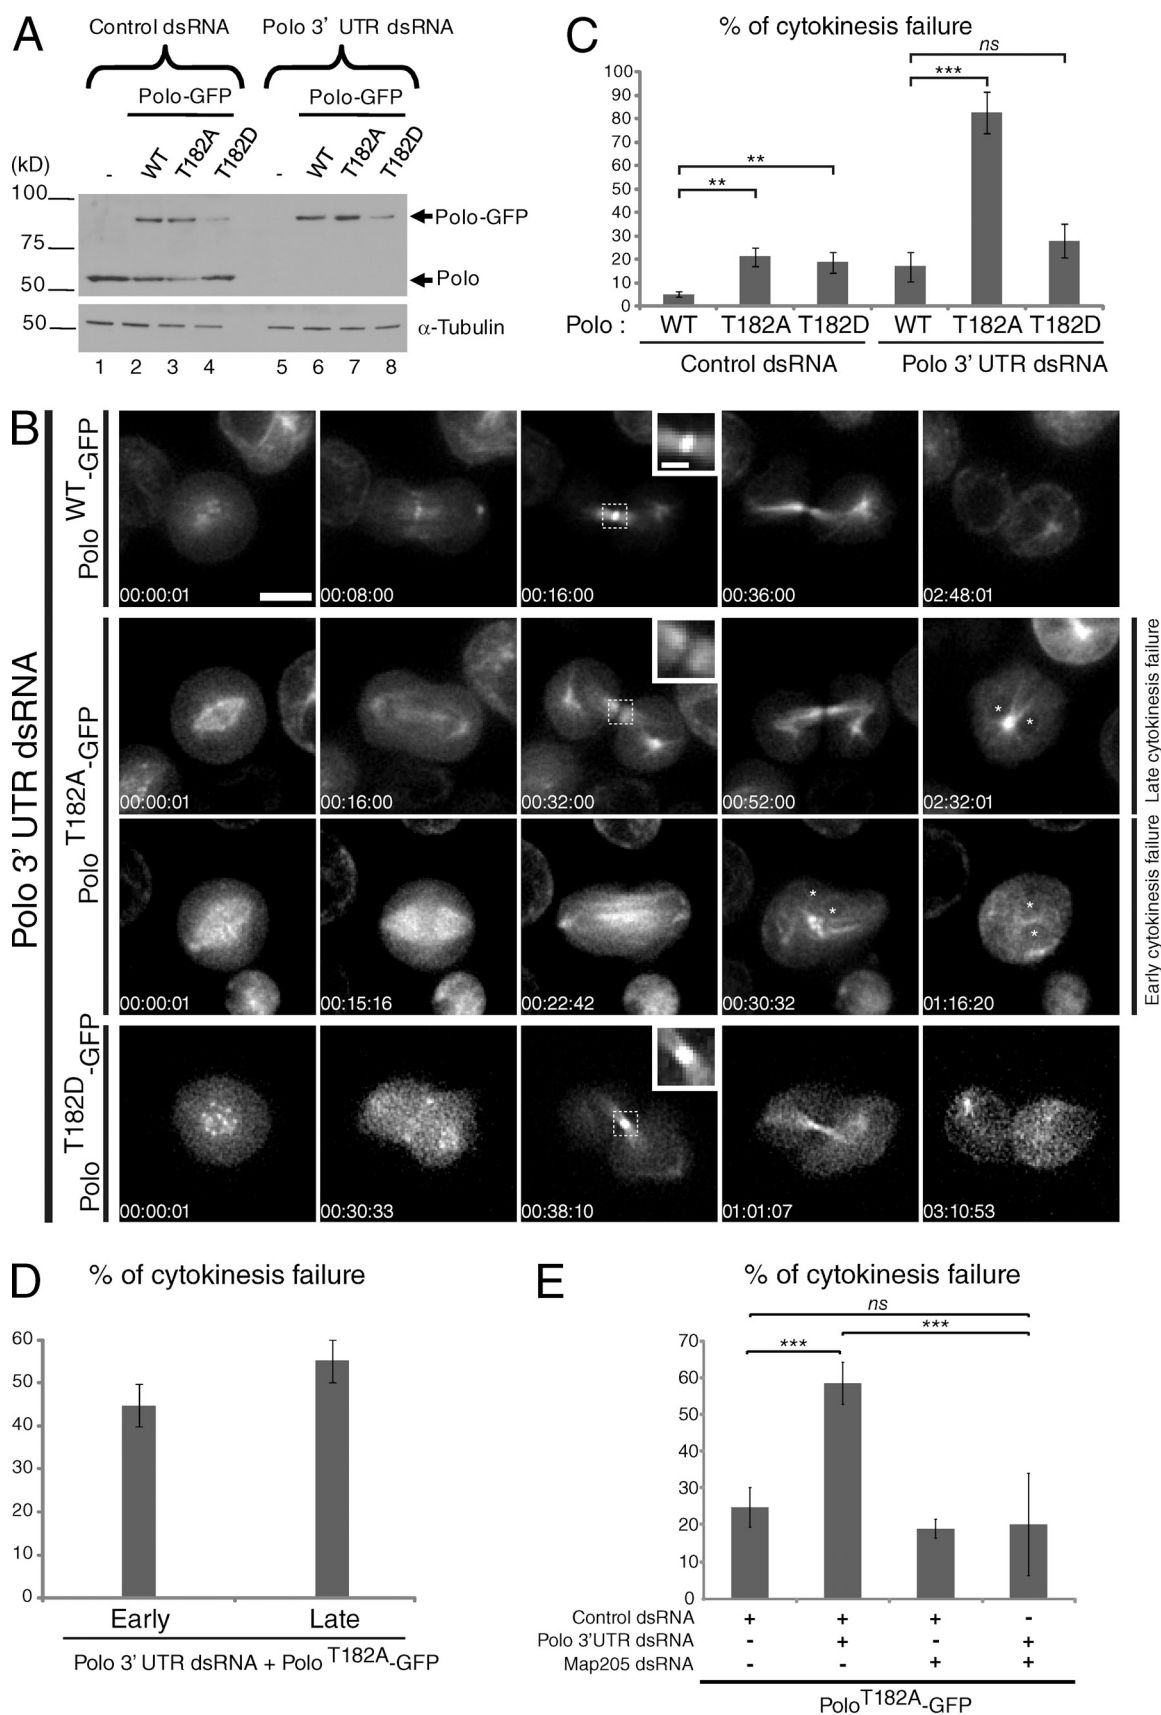 A
Control dsRNA
Polo 3’ UTR dsRNA
Polo-GFP
Polo-GFP
(kD)
-
WT
T182A
T182D
-
WT
T182A
T182D
100
75
50
50
Polo-GFP
Polo
α-Tubulin
1 2 3 4 5 6 7 8
C
% of cytokinesis failure
ns
***
**
**
100
90
80
70
60
50
40
30
20
10
0
Polo : WT T182A T182D WT T182A T182D
Control dsRNA
Polo 3’ UTR dsRNA
B
Polo 3’ UTR dsRNA
Polo WT-GFP
00:00:01
00:08:00
00:16:00
00:36:00
02:48:01
Polo T182A-GFP
00:00:01
00:16:00
00:32:00
00:52:00
* *
02:32:01
Late cytokinesis failure
00:00:01
00:15:16
00:22:42
* *
00:30:32
* *
01:16:20
Early cytokinesis failure
Polo T182D-GFP
00:00:01
00:30:33
00:38:10
01:01:07
03:10:53
D
% of cytokinesis failure
60
50
40
30
20
10
0
Early
Late
Polo 3’ UTR dsRNA + Polo T182A-GFP
E
% of cytokinesis failure
ns
***
***
70
60
50
40
30
20
10
0
Control dsRNA + + + -
Polo 3’UTR dsRNA - + - +
Map205 dsRNA - - + +
Polo T182A-GFP